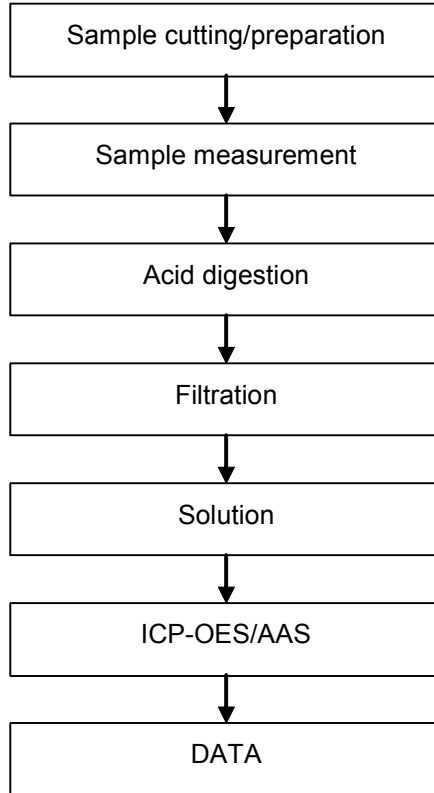 Sample cutting/preparation
Sample measurement
Acid digestion
Filtration
Solution
ICP-OES/AAS
DATA